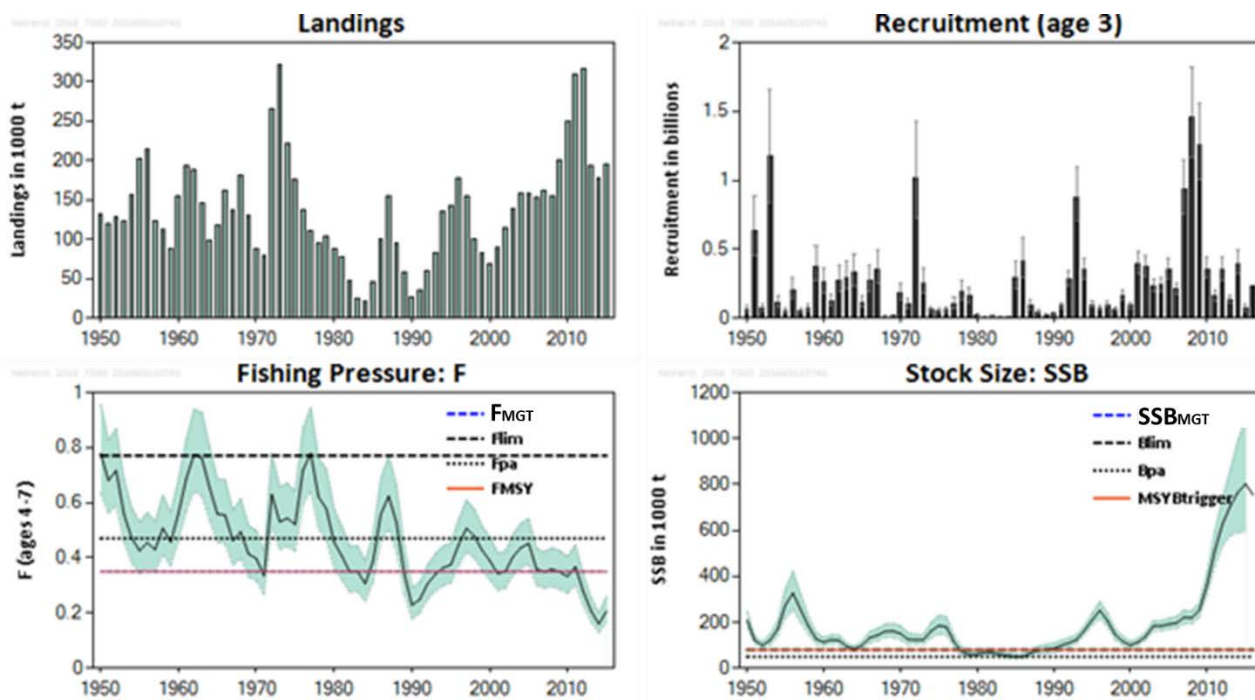 Landings
350
300
250
200
150
100
50
0
Landings in 1000 t
1950 1960 1970 1980 1990 2000 2010
Recruitment (age 3)
2
1.5
1
0.5
0
Recruitment in billions
1950 1960 1970 1980 1990 2000 2010
Fishing Pressure: F
1
0.8
0.6
0.4
0.2
0
F (ages 4-7)
FMGT
Flim
Fpa
FMSY
1950 1960 1970 1980 1990 2000 2010
Stock Size: SSB
1200
1000
800
600
400
200
0
SSB in 1000 t
SSBMGT
Blim
Bpa
MSYBtrigger
1950 1960 1970 1980 1990 2000 2010